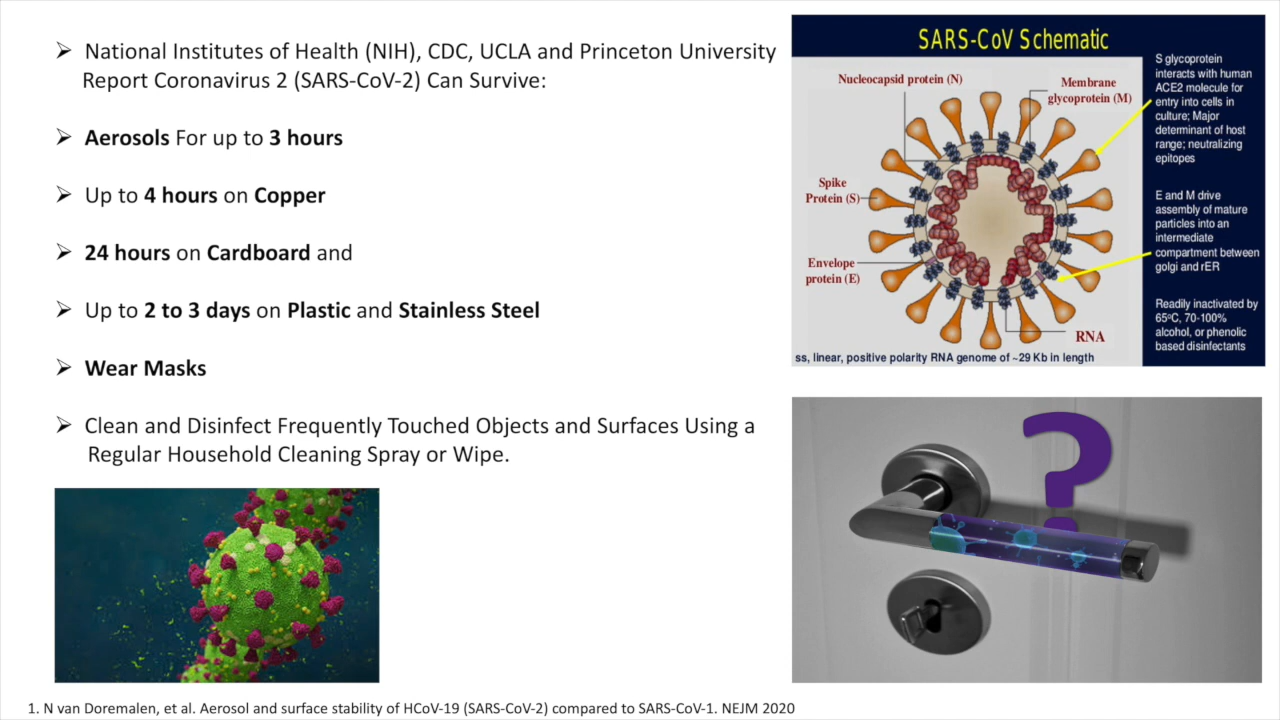 ➢ National Institutes of Health (NIH), CDC, UCLA and Princeton University
Report Coronavirus 2 (SARS-CoV-2) Can Survive:
➢ Aerosols For up to 3 hours
➢ Up to 4 hours on Copper
➢ 24 hours on Cardboard and
➢ Up to 2 to 3 days on Plastic and Stainless Steel
➢ Wear Masks
➢ Clean and Disinfect Frequently Touched Objects and Surfaces Using a
Regular Household Cleaning Spray or Wipe.
SARS-CoV Schematic
Nucleocapsid protein (N)
Membrane
glycoprotein (M)
Spike
Protein (S)
Envelope
protein (E)
RNA
ss, linear, positive polarity RNA genome of ~29 Kb in length
S glycoprotein
interacts with human
ACE2 molecule for
entry into cells in
culture; Major
determinant of host
range; neutralizing
epitopes
E and M drive
assembly of mature
particles into an
intermediate
compartment between
golgi and rER
Readily inactivated by
65ºC, 70-100%
alcohol, or phenolic
based disinfectants
?
1. N van Doremalen, et al. Aerosol and surface stability of HCoV-19 (SARS-CoV-2) compared to SARS-CoV-1. NEJM 2020